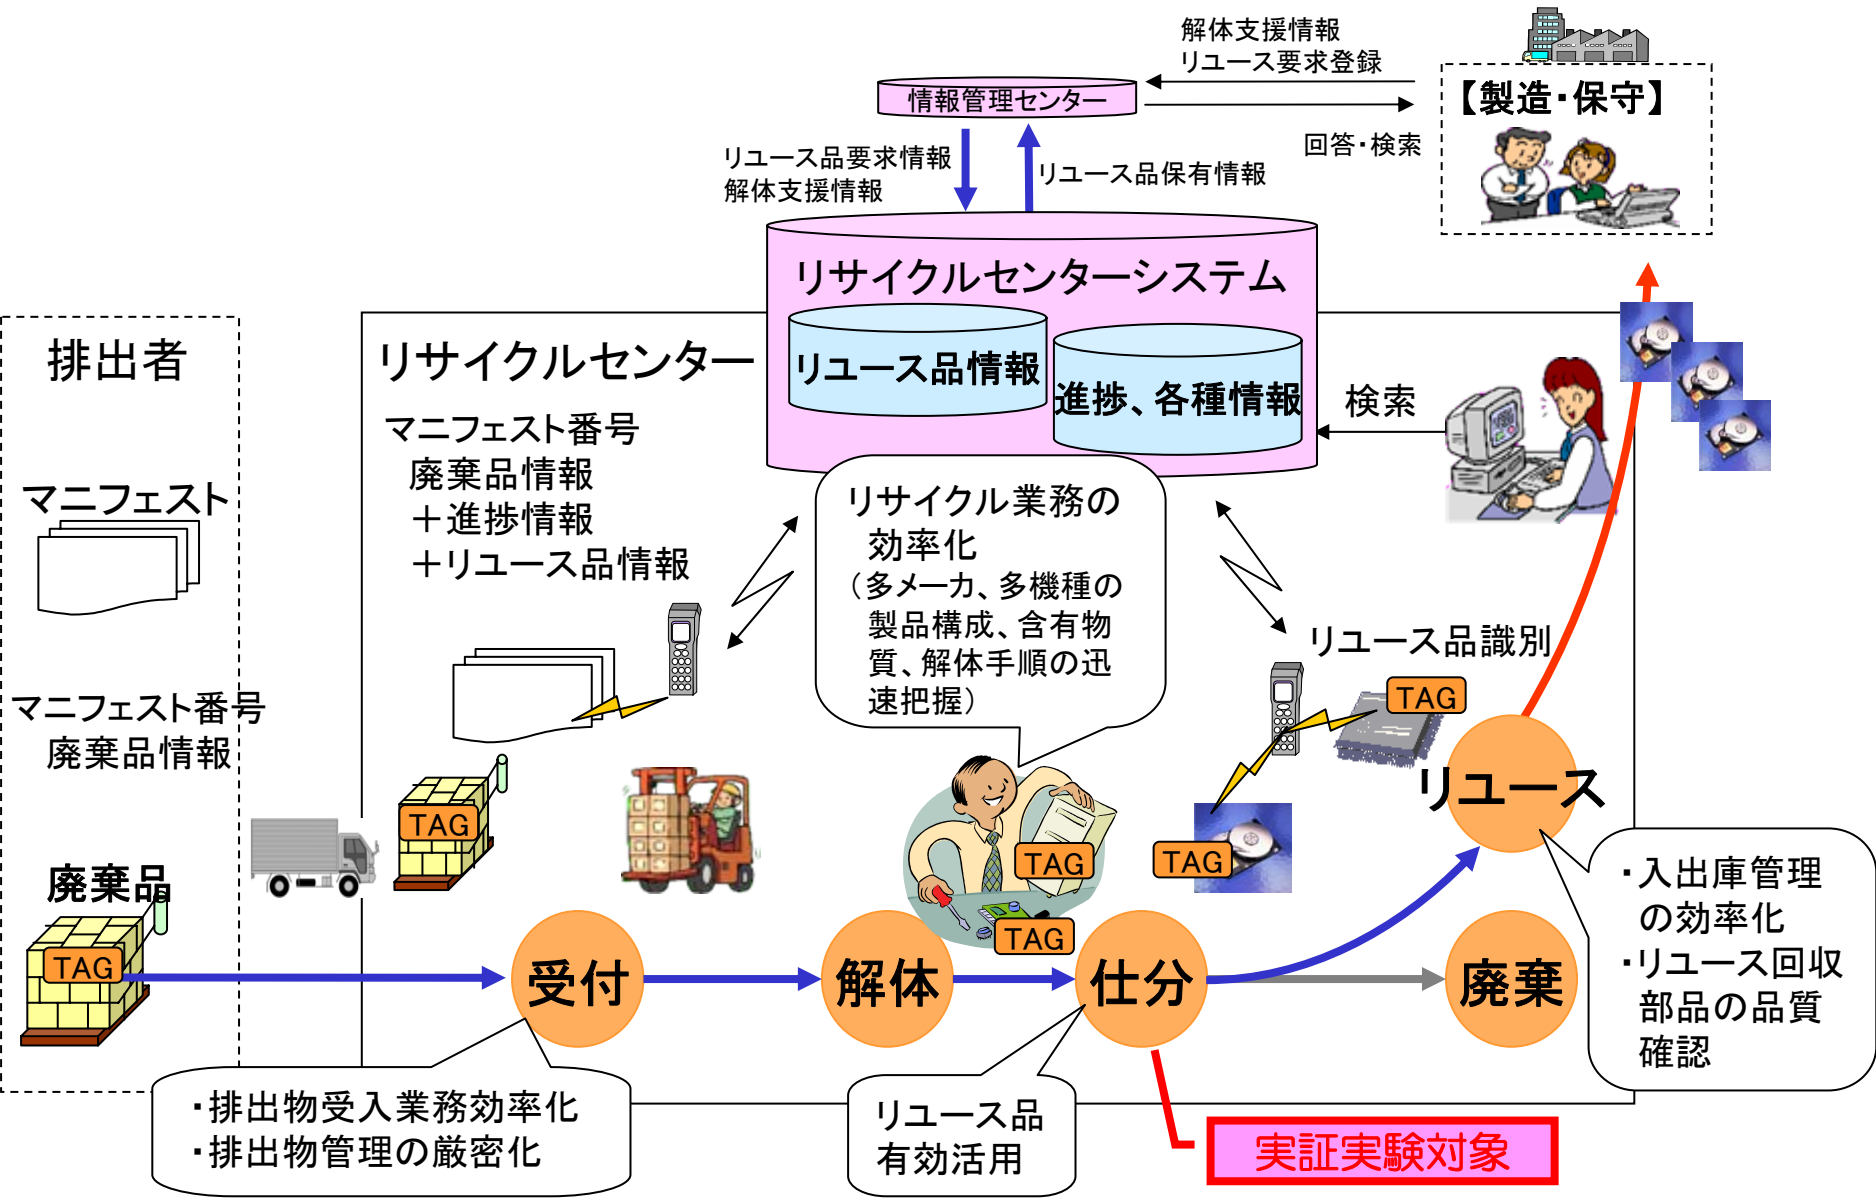 解体支援情報
リユース要求登録
情報管理センター
【製造・保守】
回答・検索
リユース品要求情報
解体支援情報
リユース品保有情報
リサイクルセンターシステム
リユース品情報
進捗、各種情報
検索
排出者
マニフェスト
マニフェスト番号
廃棄品情報
廃棄品
TAG
リサイクルセンター
マニフェスト番号
廃棄品情報
＋進捗情報
＋リユース品情報
リサイクル業務の
効率化
（多メーカ、多機種の
製品構成、含有物
質、解体手順の迅
速把握）
リユース品識別
TAG
TAG
TAG
TAG
TAG
リユース
受付
解体
仕分
廃棄
・入出庫管理
の効率化
・リユース回収
部品の品質
確認
・排出物受入業務効率化
・排出物管理の厳密化
リユース品
有効活用
実証実験対象